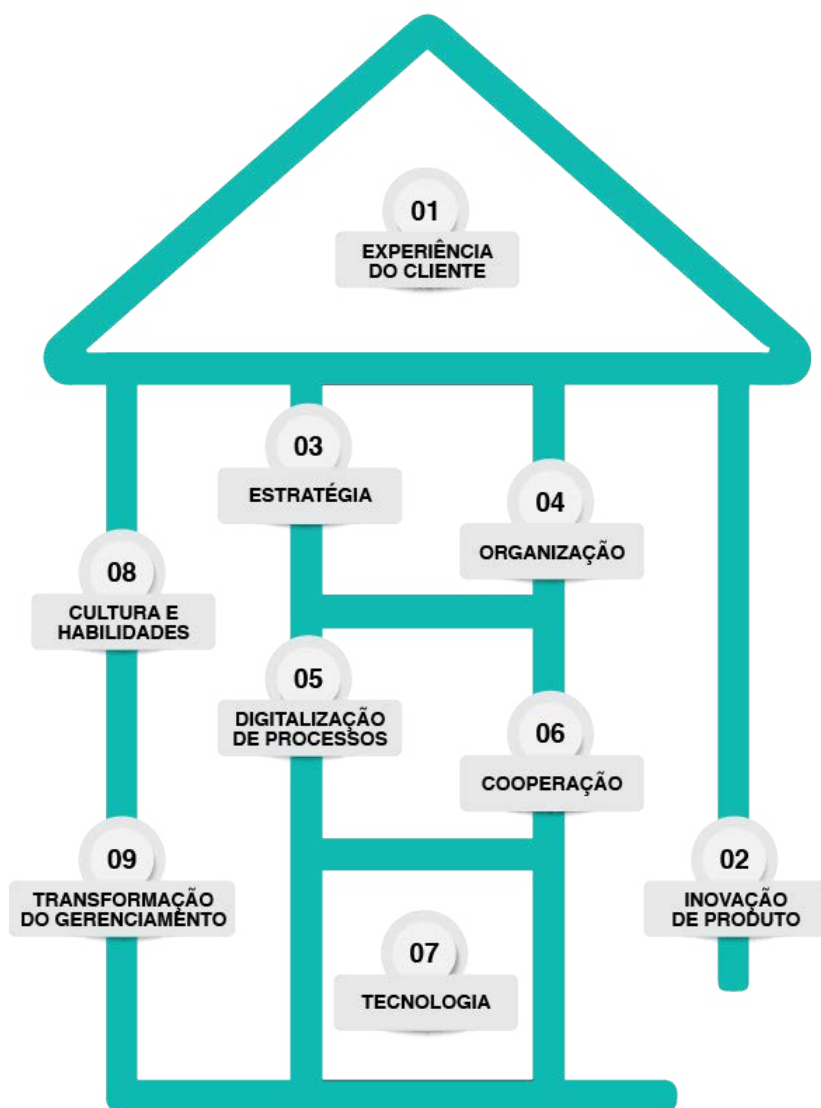 01
EXPERIÊNCIA
DO CLIENTE
03
ESTRATÉGIA
04
ORGANIZAÇÃO
08
CULTURA E
HABILIDADES
05
DIGITALIZAÇÃO
DE PROCESSOS
06
COOPERAÇÃO
09
TRANSFORMAÇÃO
DO GERENCIAMENTO
02
INOVAÇÃO
DE PRODUTO
07
TECNOLOGIA